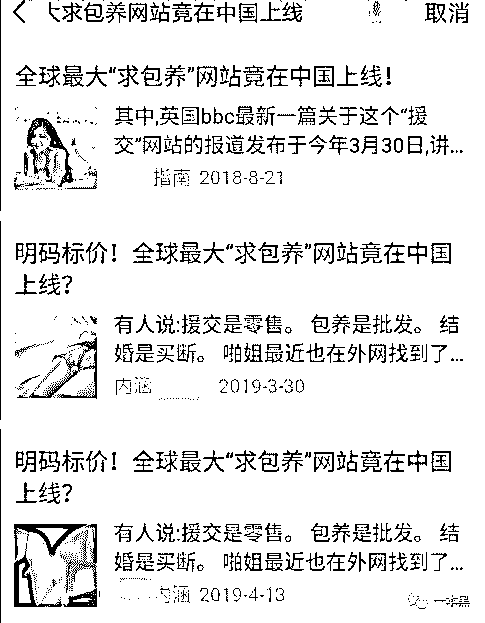 求包养网站竟在中国上线
取消
全球最大“求包养”网站竟在中国上线！
其中,英国bbc最新一篇关于这个“援
交”网站的报道发布于今年3月30日,讲...
指南 2018-8-21
明码标价！全球最大“求包养”网站竟在中国
上线？
有人说:援交是零售。 包养是批发。 结
婚是买断。 啪姐最近也在外网找到了...
内涵 2019-3-30
明码标价！全球最大“求包养”网站竟在中国
上线？
有人说:援交是零售。 包养是批发。 结
婚是买断。 啪姐最近也在外网找到了...
内涵 2019-4-13
一本黑